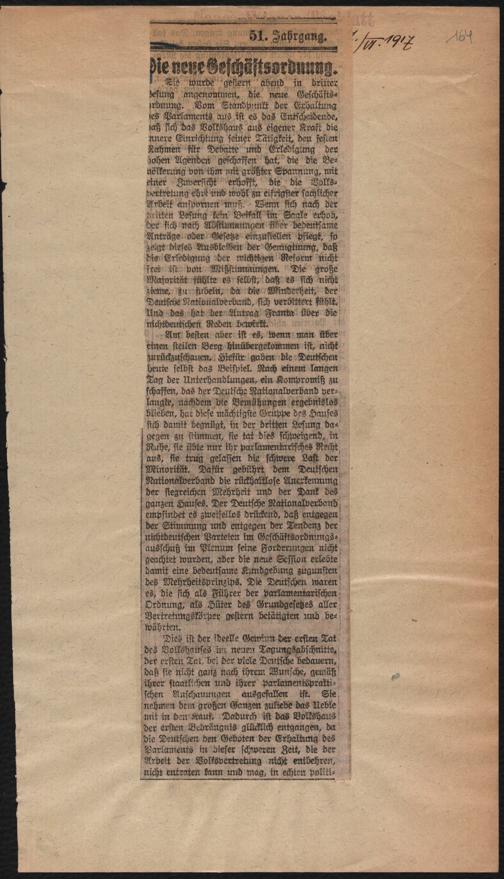 164
/VI. 1917
51. Jahrgang.
Die neue Geschäftsordnung.
Sie wurde gestern abend in dritter
Lesung angenommen, die neue Geschäfts-
ordnung. Vom Standpunkt der Erhaltung
des Parlaments aus ist es das Entscheidende,
daß sich das Volkshaus aus eigener Kraft die
innere Einrichtung seiner Tätigkeit, den festen
Rahmen für Debatte und Erledigung der
hohen Agenden geschaffen hat, die die Be-
völkerung von ihm mit größter Spannung, mit
einer Zuversicht erhofft, die die Volks-
vertretung ehrt und wohl zu eifrigster sachlicher
Arbeit anspornen muß. Wenn sich nach der
dritten Lesung kein Beifall im Saale erhob,
der sich nach Abstimmungen über bedeutsame
Anträge oder Gesetze einzustellen pflegt, so
zeigt dieses Ausbleiben der Genugtuung, daß
die Erledigung der wichtigen Reform nicht
frei ist von Mißstimmungen. Die große
Majorität fühlte es selbst, daß es sich nicht
zieme, zu jubeln, da die Minderheit, der
Deutsche Nationalverband, sich verbittert fühlt.
Und das hat der Antrag Franta über die
nichtdeutschen Reden bewirkt.
Am besten aber ist es, wenn man über
einen steilen Berg hinübergekommen ist, nicht
zurückzuschauen. Hiefür gaben die Deutschen
heute selbst das Beispiel. Nach einem langen
Tag der Unterhandlungen, ein Kompromiß zu
schaffen, das der Deutsche Nationalverband ver-
langte, nachdem die Bemühungen ergebnislos
blieben, hat diese mächtigste Gruppe des Hauses
sich damit begnügt, in der dritten Lesung da-
gegen zu stimmen, sie tat dies schweigend, in
Ruhe, sie übte nur ihr parlamentarisches Recht
aus, sie trug gelassen die schwere Last der
Minorität. Dafür gebührt dem Deutschen
Nationalverband die rückhaltlose Anerkennung
der siegreichen Mehrheit und der Dank des
ganzen Hauses. Der Deutsche Nationalverband
empfindet es zweifellos drückend, daß entgegen
der Stimmung und entgegen der Tendenz der
nichtdeutschen Parteien im Geschäftsordnungs-
ausschuß im Plenum seine Forderungen nicht
geachtet wurden, aber die neue Session erlebte
damit eine bedeutsame Kundgebung zugunsten
des Mehrheitsprinzips. Die Deutschen waren
es, die sich als Führer der parlamentarischen
Ordnung, als Hüter des Grundgesetzes aller
Vertretungskörper gestern betätigten und be-
währten.
Dies ist der ideelle Gewinn der ersten Tat
des Volkshauses im neuen Tagungsabschnitte,
der ersten Tat, bei der viele Deutsche bedauern,
daß sie nicht ganz nach ihrem Wunsche, gemäß
ihrer staatlichen und ihrer parlamentsprakti-
schen Anschauungen ausgefallen ist. Sie
nehmen dem großen Ganzen zuliebe das Ueble
mit in den Kauf. Dadurch ist das Volkshaus
der ersten Bedrängnis glücklich entgangen, da
die Deutschen den Geboten der Erhaltung des
Parlaments in dieser schweren Zeit, die der
Arbeit der Volksvertretung nicht entbehren,
nicht entraten kann und mag, in echten politi-